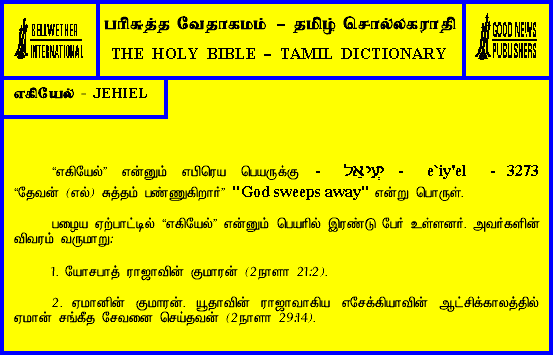 BELLWETHER
INTERNATIONAL
பரிசுத்த வேதாகமம் – தமிழ் சொல்லகராதி
THE HOLY BIBLE – TAMIL DICTIONARY
GOOD NEWS
PUBLISHERS
எகியேல் - JEHIEL
“எகியேல்” என்னும் எபிரெய பெயருக்கு - יעיאל - e`iy'el - 3273
“தேவன் (எல்) சுத்தம் பண்ணுகிறார்” "God sweeps away" என்று பொருள்.
பழைய ஏற்பாட்டில் “எகியேல்” என்னும் பெயரில் இரண்டு பேர் உள்ளனர். அவர்களின்
விவரம் வருமாறு:
1. யோசபாத் ராஜாவின் குமாரன் (2நாளா 21:2).
2. ஏமானின் குமாரன். யூதாவின் ராஜாவாகிய எசேக்கியாவின் ஆட்சிக்காலத்தில்
ஏமான் சங்கீத சேவனை செய்தவன் (2நாளா 29:14).